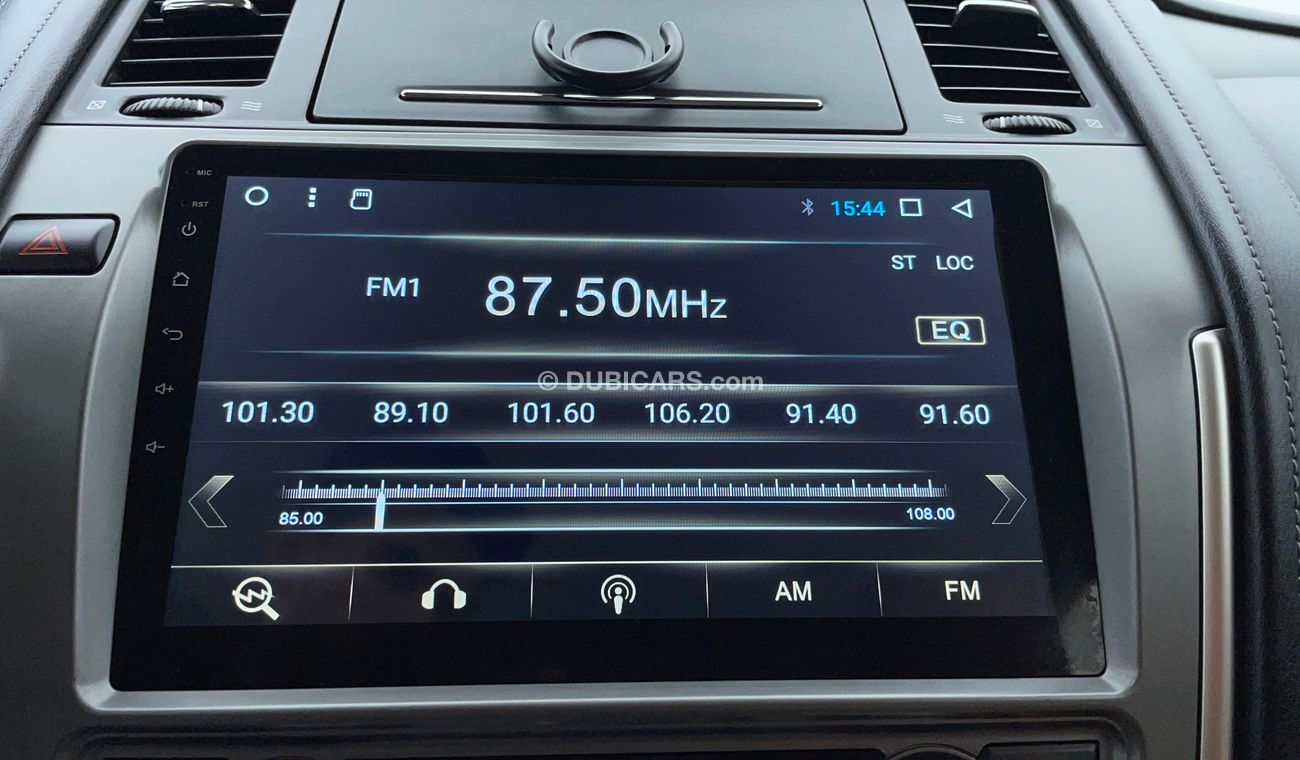 MIC
RST
15:44
ST LOC
FM1 87.50MHz
EQ
© DUBICARS.com
101.30 89.10 101.60 106.20 91.40 91.60
85.00 108.00
AM FM